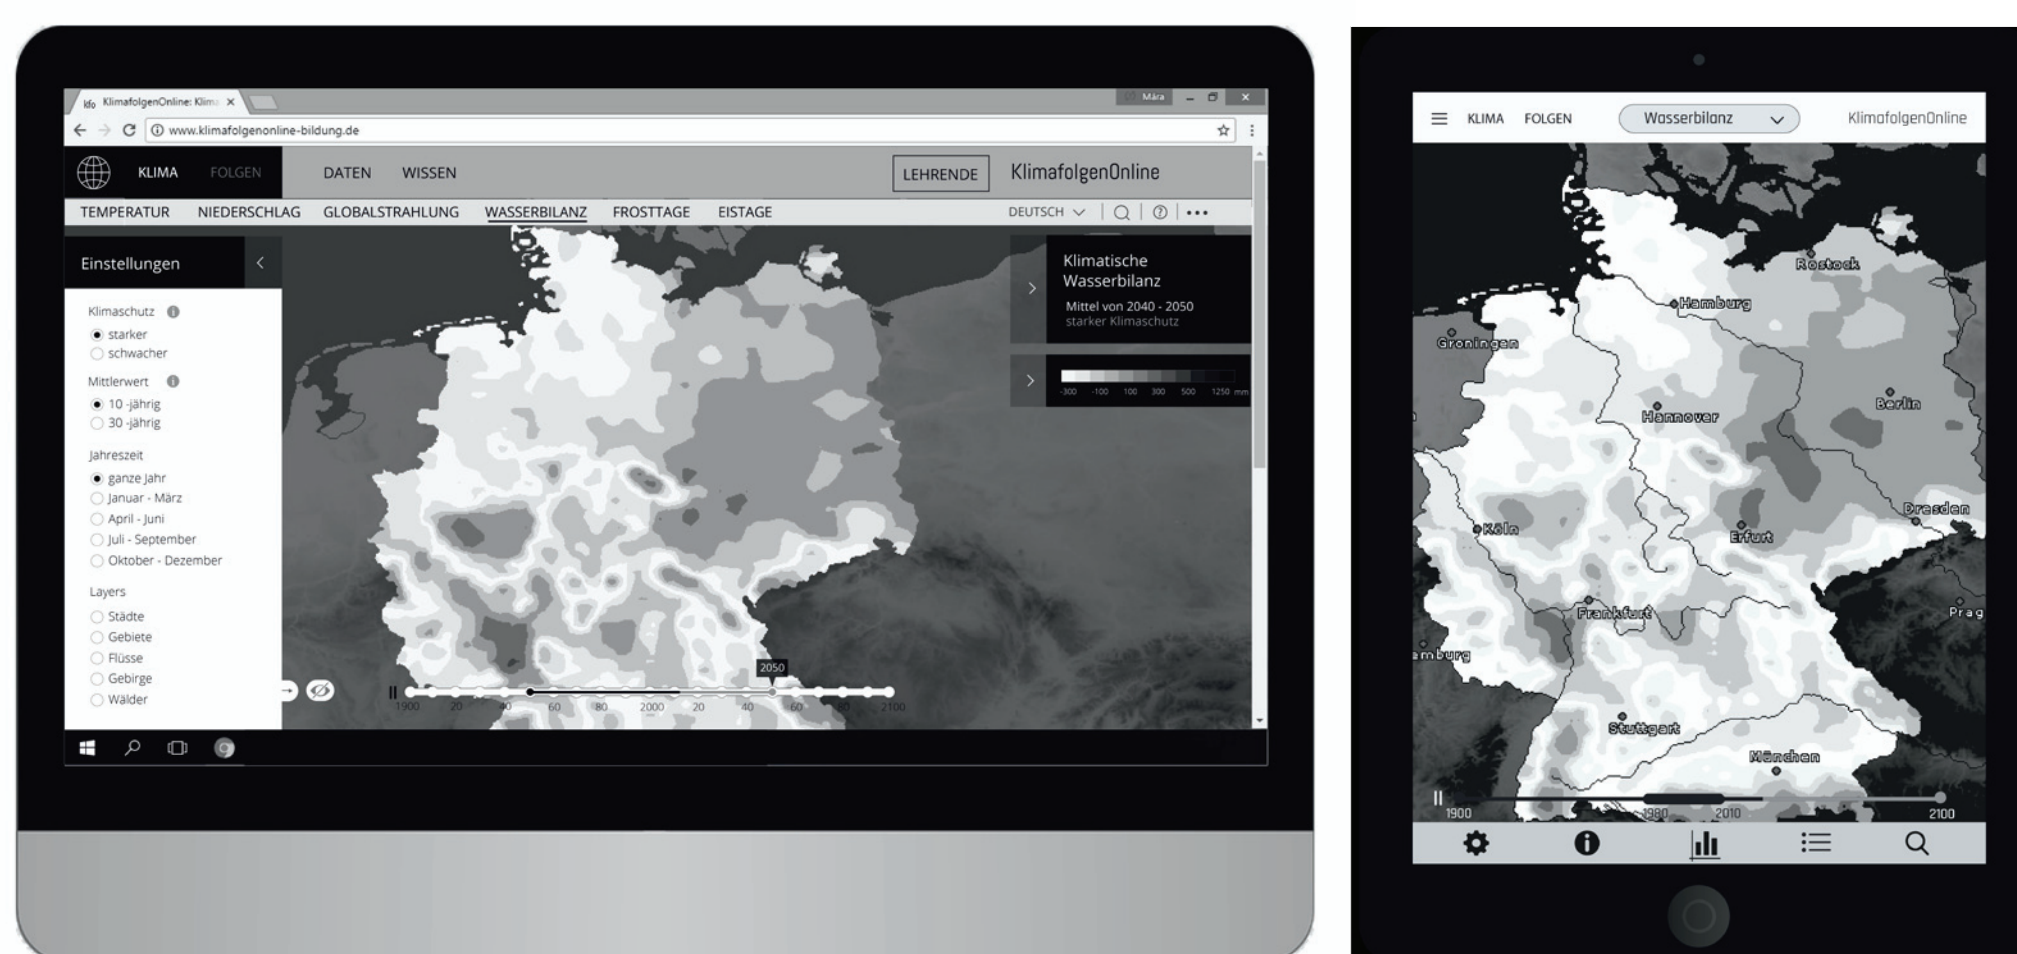 kfo KlimafolgenOnline: Klima
Mára
www.klimafolgenonline-bildung.de
KLIMA FOLGEN DATEN WISSEN LEHRENDE KlimafolgenOnline
TEMPERATUR NIEDERSCHLAG GLOBALSTRAHLUNG WASSERBILANZ FROSTTAGE EISTAGE DEUTSCH
Einstellungen
Klimaschutz
starker
schwacher
Mittlerwert
10 -jährig
30 -jährig
Jahreszeit
ganze Jahr
Januar - März
April - Juni
Juli - September
Oktober - Dezember
Layers
Städte
Gebiete
Flüsse
Gebirge
Wälder
Klimatische
Wasserbilanz
Mittel von 2040 - 2050
starker Klimaschutz
-300 -100 100 300 500 1250 mm
2050
1900 20 40 60 80 2000 20 40 60 80 2100
KLIMA FOLGEN Wasserbilanz KlimafolgenOnline
Rostock
Hamburg
Groningen
Berlin
Hannover
Dresden
Köln
Erfurt
Frankfurt
Prag
emburg
Stuttgart
München
1900 1980 2010 2100